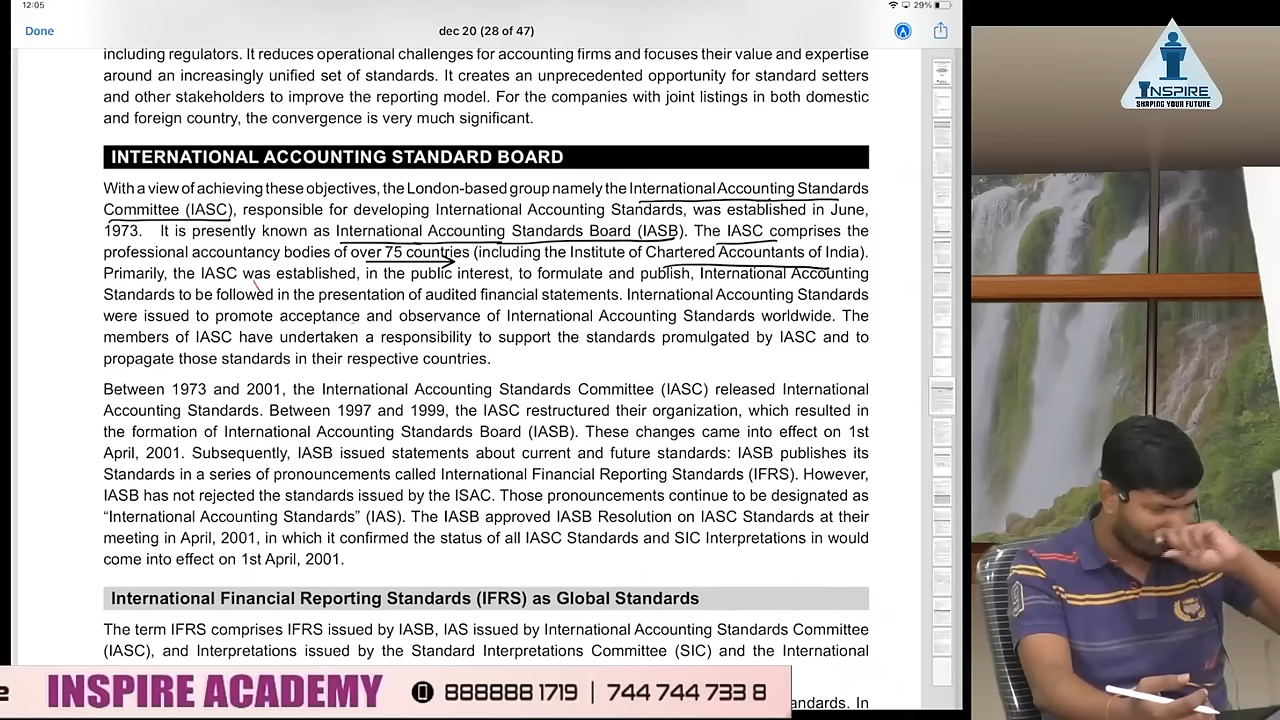 12:05
29%
Done
dec 20 (28 of 47)
including regulators. It reduces operational challenges for accounting firms and focuses their value and expertise
around an increasingly unified set of standards. It creates an unprecedented opportunity for standard setters
and other stakeholders to improve the reporting model. For the companies with joint listings in both domestic
and foreign country, the convergence is very much significant.
INTERNATIONAL ACCOUNTING STANDARD BOARD
With a view of achieving these objectives, the London-based group namely the International Accounting Standards
Committee (IASC), responsible for developing International Accounting Standards, was established in June,
1973. It is presently known as International Accounting Standards Board (IASB). The IASC comprises the
professional accountancy bodies of over 75 countries (including the Institute of Chartered Accountants of India).
Primarily, the IASC was established, in the public interest, to formulate and publish, International Accounting
Standards to be followed in the presentation of audited financial statements. International Accounting Standards
were issued to promote acceptance and observance of International Accounting Standards worldwide. The
members of IASC have undertaken a responsibility to support the standards promulgated by IASC and to
propagate those standards in their respective countries.
Between 1973 and 2001, the International Accounting Standards Committee (IASC) released International
Accounting Standards. Between 1997 and 1999, the IASC restructured their organization, which resulted in
the formation of International Accounting Standards Board (IASB). These changes came into effect on 1st
April, 2001. Subsequently, IASB issued statements about current and future standards: IASB publishes its
Standards in a series of pronouncements called International Financial Reporting Standards (IFRS). However,
IASB has not rejected the standards issued by the ISAC. Those pronouncements continue to be designated as
“International Accounting Standards” (IAS). The IASB approved IASB Resolution on IASC Standards at their
meeting in April, 2001, in which it confirmed the status of all IASC Standards and SIC Interpretations in would
come into effect on 1st April, 2001.
International Financial Reporting Standards (IFRS) as Global Standards
The term IFRS comprises IFRS issued by IASB, IAS issued by International Accounting Standards Committee
(IASC), and Interpretations issued by the Standard Interpretations Committee (SIC) and the International
andards. In
INSPIRE ACADEMY 888888 1719 | 744 744 733 8
INSPIRE
SHAPING YOUR FUTURE